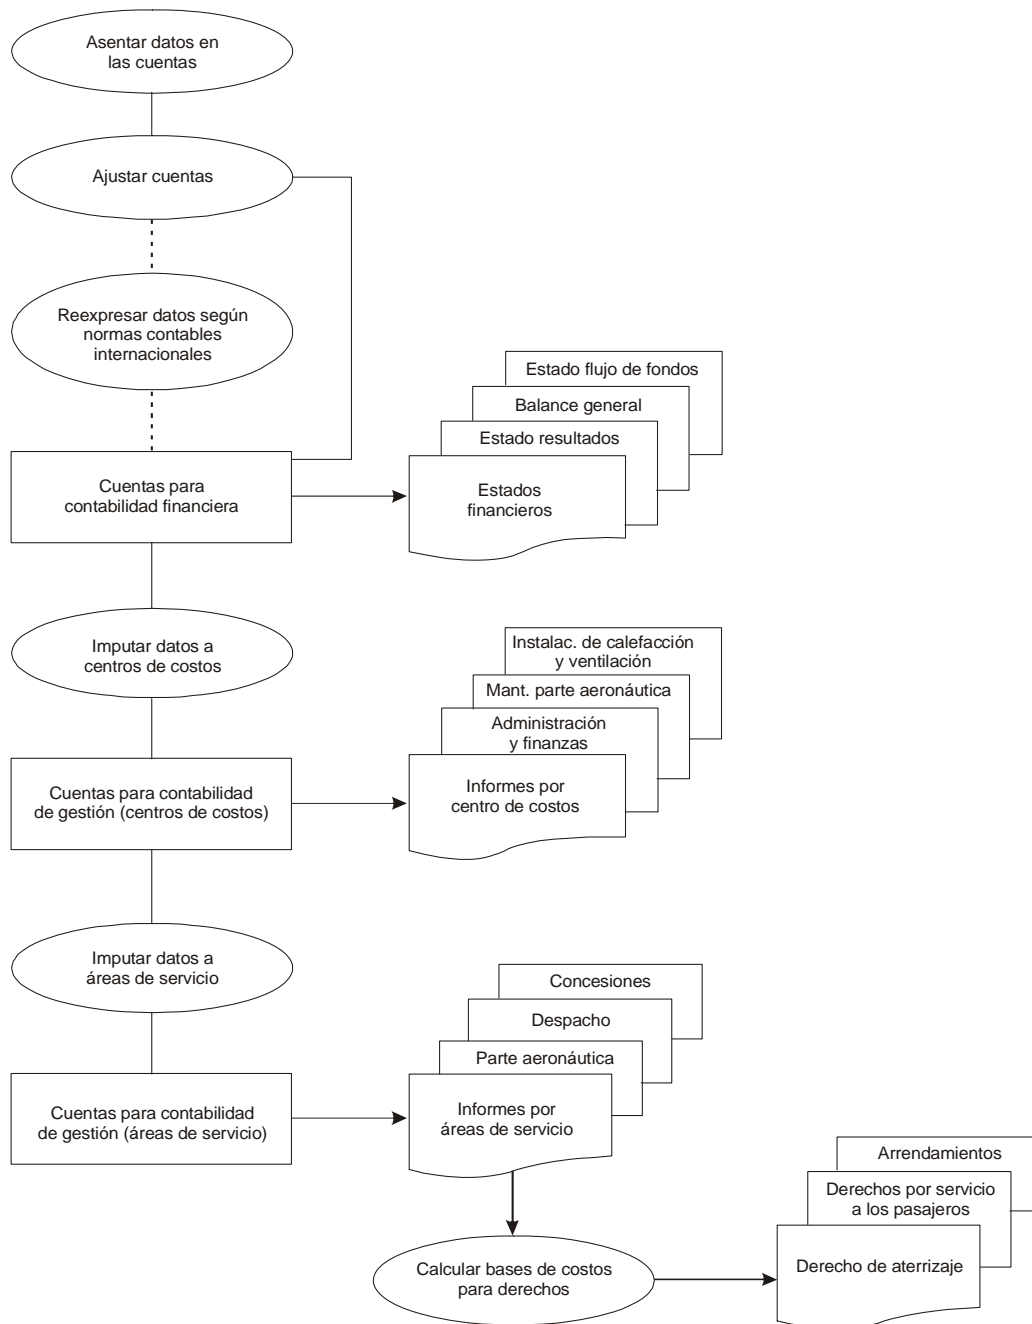 Asentar datos en
las cuentas
Ajustar cuentas
Reexpresar datos según
normas contables
internacionales
Estado flujo de fondos
Balance general
Estado resultados
Estados
financieros
Cuentas para
contabilidad financiera
Imputar datos a
centros de costos
Instalac. de calefacción
y ventilación
Mant. parte aeronáutica
Administración
y finanzas
Informes por
centro de costos
Cuentas para contabilidad
de gestión (centros de costos)
Imputar datos a
áreas de servicio
Concesiones
Despacho
Parte aeronáutica
Informes por
áreas de servicio
Cuentas para contabilidad
de gestión (áreas de servicio)
Arrendamientos
Derechos por servicio
a los pasajeros
Derecho de aterrizaje
Calcular bases de costos
para derechos